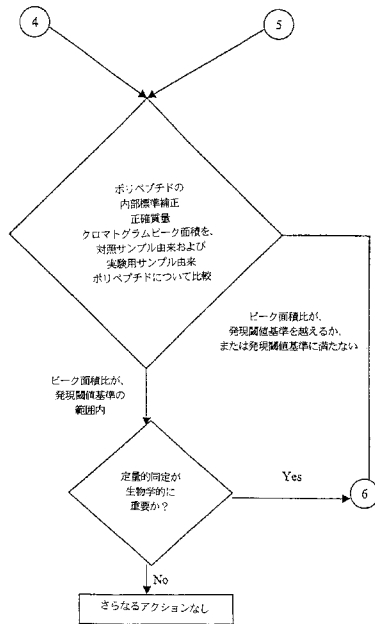 4
5
ポリペプチドの
内部標準補正
正確質量
クロマトグラムピーク面積を、
対照サンプル由来および
実験用サンプル由来
ポリペプチドについて比較
ピーク面積比が、
発現閾値基準を越えるか、
または発現閾値基準に満たない
ピーク面積比が、
発現閾値基準の
範囲内
定量的同定が
生物学的に
重要か？
Yes
6
No
さらなるアクションなし